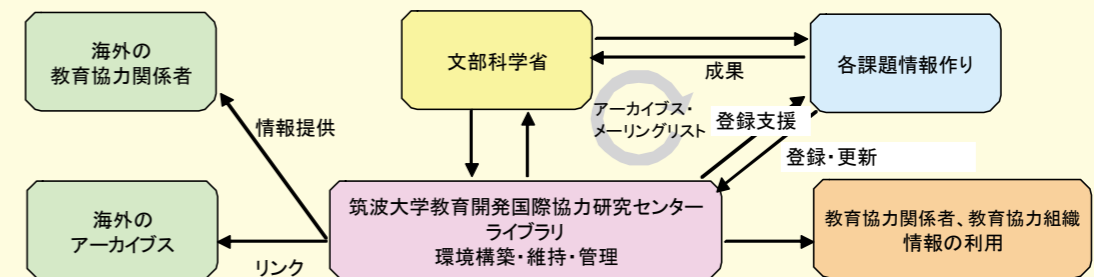 海外の
教育協力関係者
文部科学省
各課題情報作り
成果
アーカイブス・
メーリングリスト
登録支援
情報提供
登録・更新
海外の
アーカイブス
筑波大学教育開発国際協力研究センター
ライブラリ
環境構築・維持・管理
教育協力関係者、教育協力組織
情報の利用
リンク